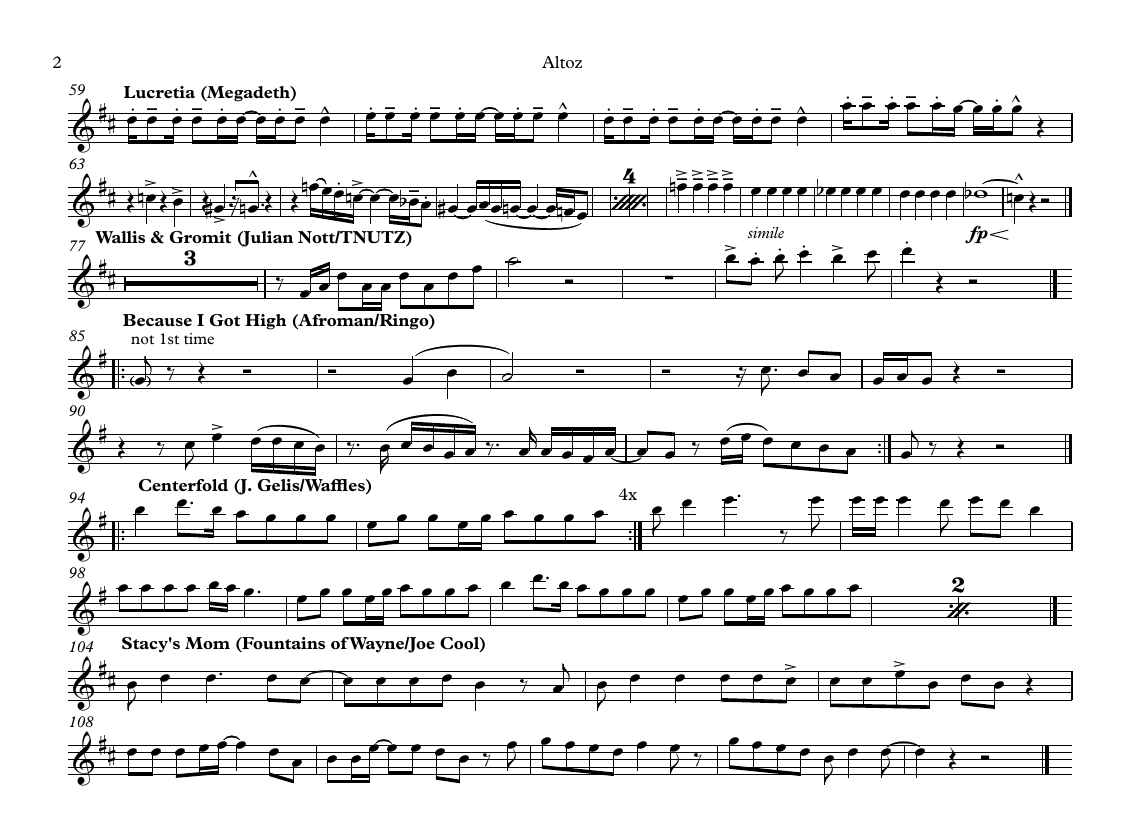 2
Altoz
59
Lucretia (Megadeth)
63
4
simile
fp
Wallis & Gromit (Julian Nott/TNUTZ)
77
3
Because I Got High (Afroman/Ringo)
85
not 1st time
90
Centerfold (J. Gelis/Waffles)
94
4x
98
2
Stacy's Mom (Fountains of Wayne/Joe Cool)
104
108